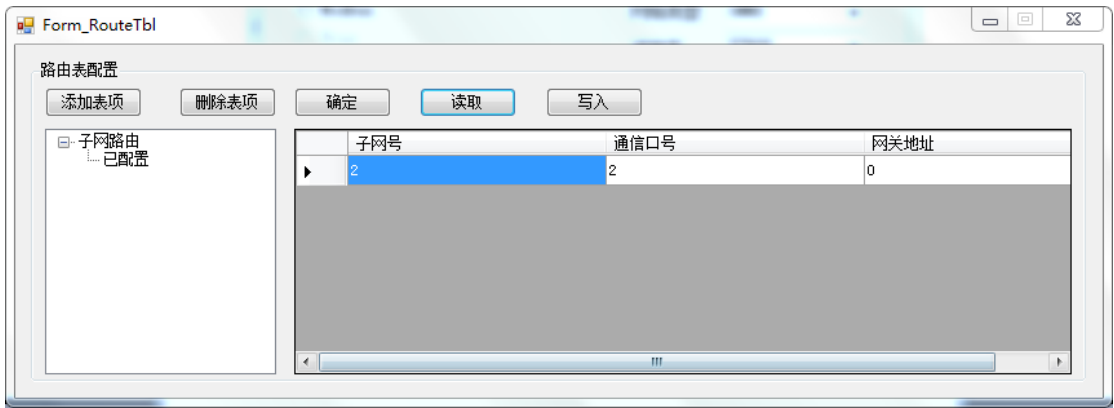 Form_RouteTbl
路由表配置
添加表项 删除表项 确定 读取 写入
子网路由
已配置
子网号 通信口号 网关地址
2 2 0